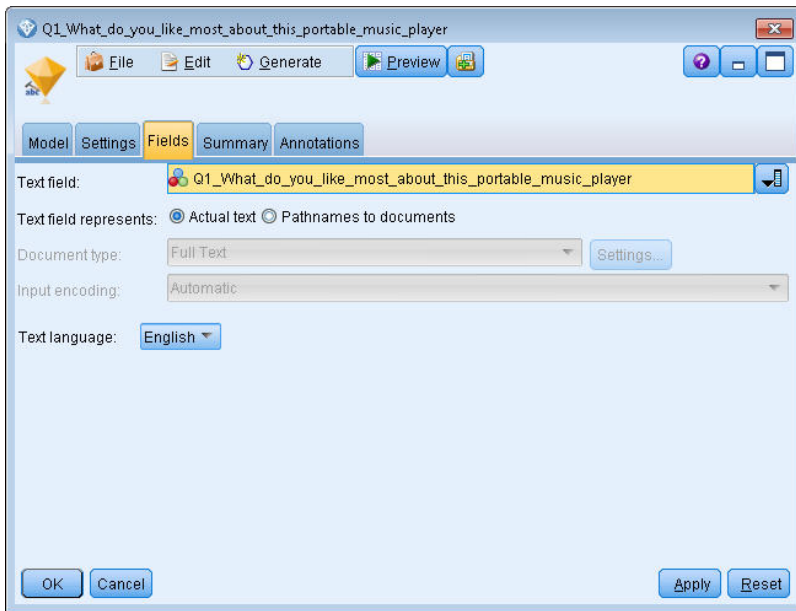 Q1_What_do_you_like_most_about_this_portable_music_player
File Edit Generate Preview
abc
Model Settings Fields Summary Annotations
Text field: Q1_What_do_you_like_most_about_this_portable_music_player
Text field represents: Actual text Pathnames to documents
Document type: Full Text Settings...
Input encoding: Automatic
Text language: English
OK Cancel Apply Reset